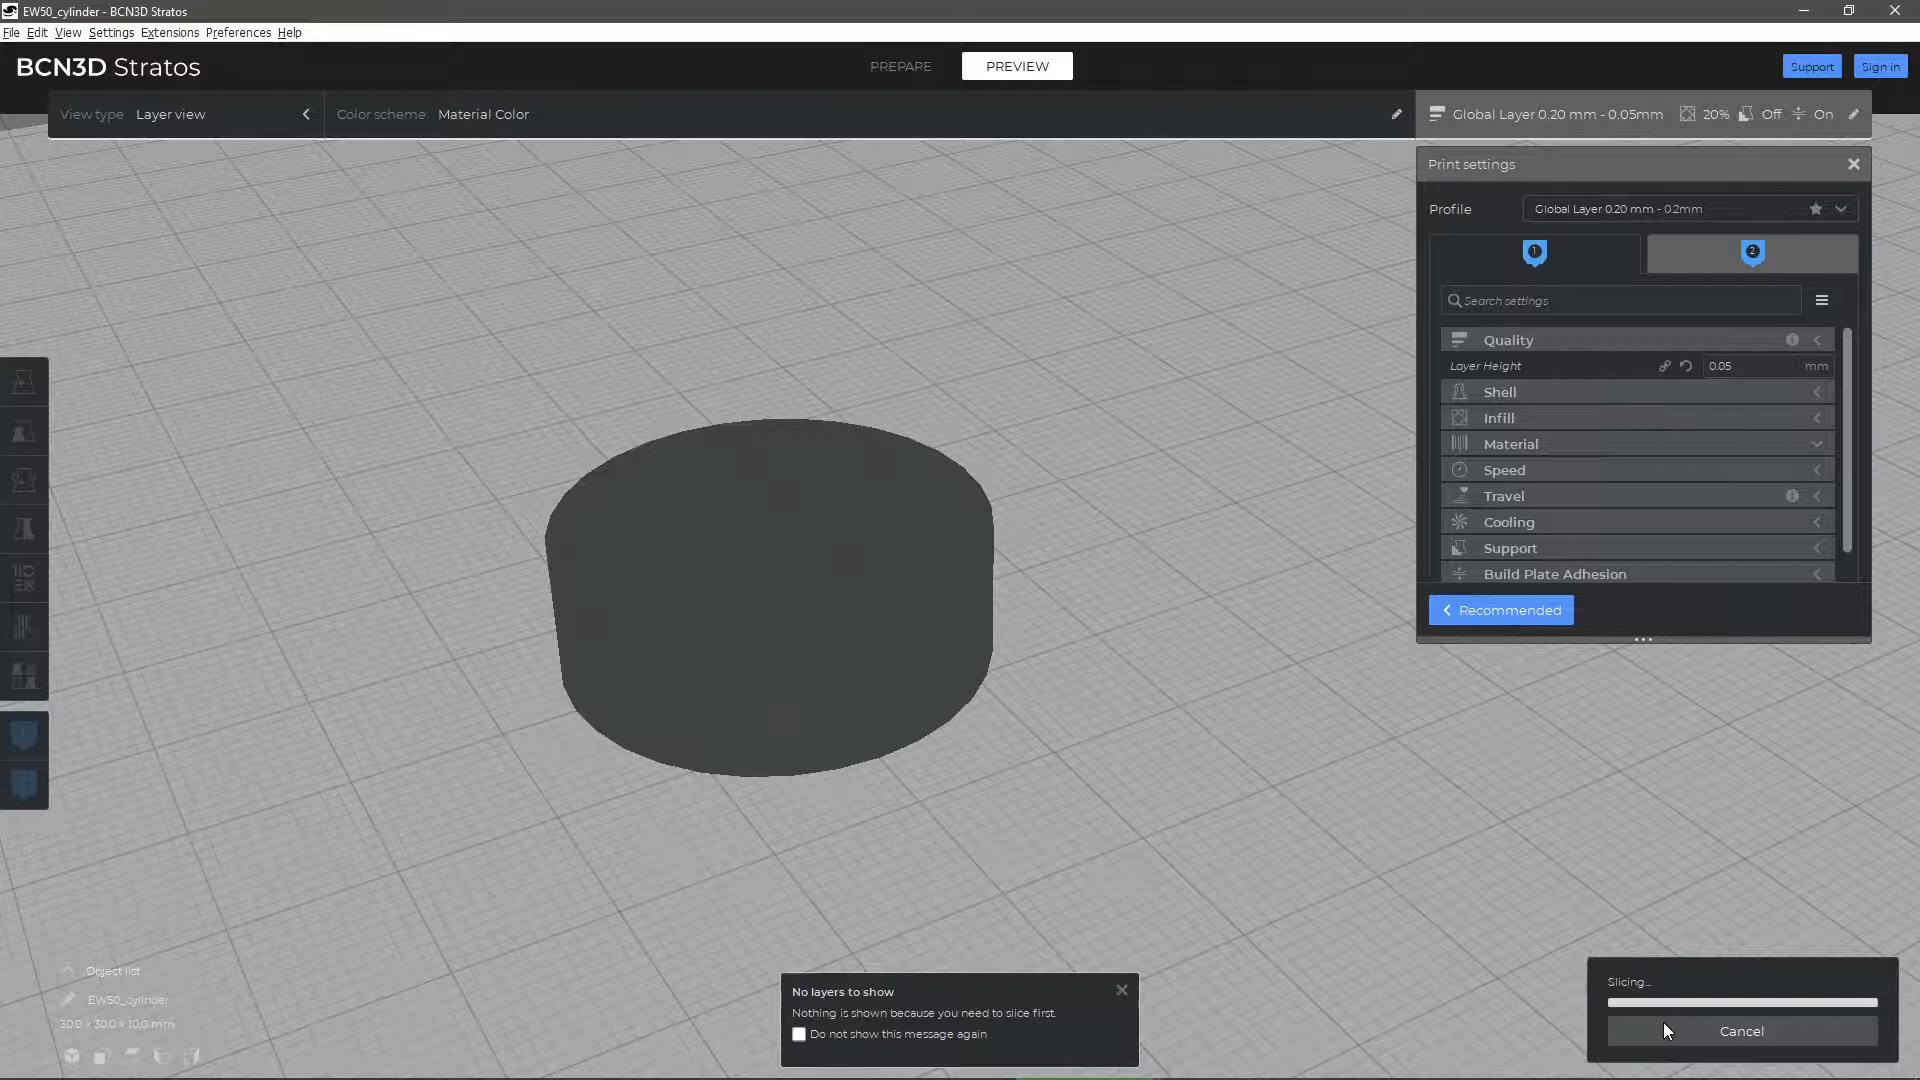 EW50_cylinder - BCN3D Stratos
File Edit View Settings Extensions Preferences Help
BCN3D Stratos
PREPARE
PREVIEW
Support
Sign in
View type Layer view
Color scheme Material Color
Global Layer 0.20 mm - 0.05mm 20% Off On
Print settings
Profile
Global Layer 0.20 mm - 0.2mm
1
2
Search settings
Quality
Layer Height 0.05 mm
Shell
Infill
Material
Speed
Travel
Cooling
Support
Build Plate Adhesion
Recommended
Object list
EW50_cylinder
30.0 x 30.0 x 10.0 mm
No layers to show
Nothing is shown because you need to slice first.
Do not show this message again
Slicing...
Cancel